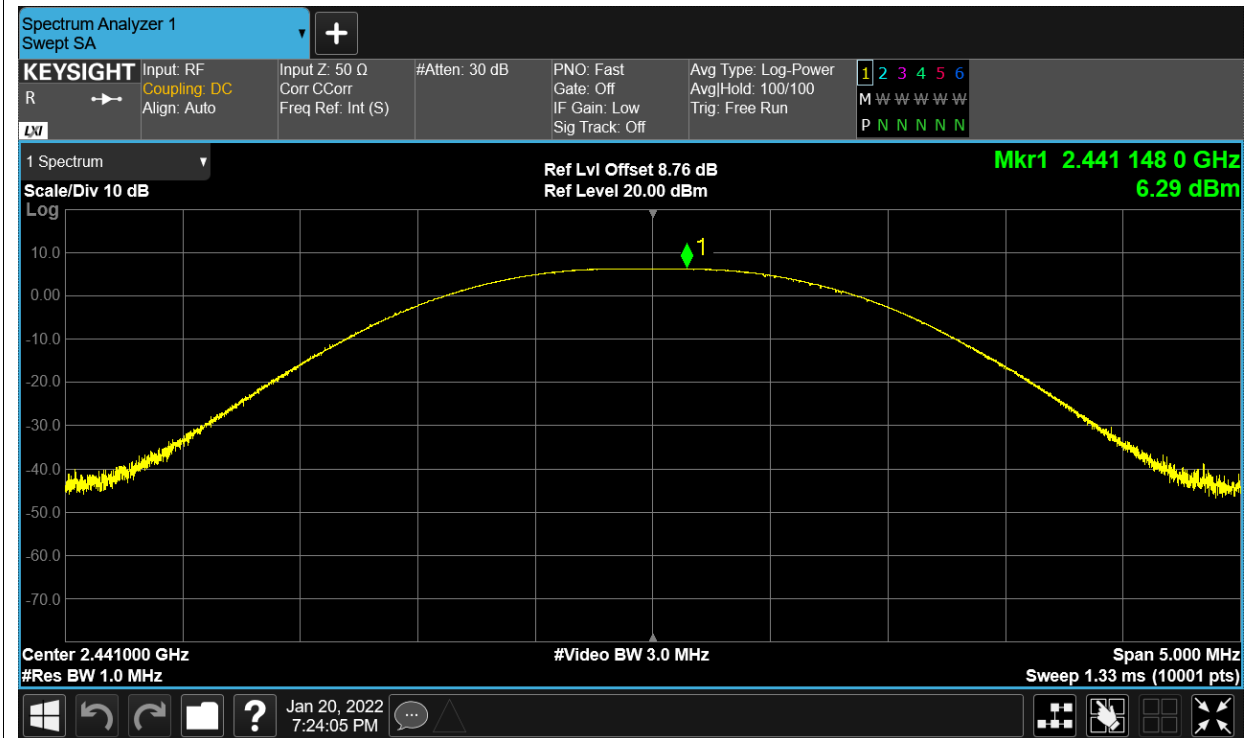 Spectrum Analyzer 1
Swept SA
KEYSIGHT
R
LXI
Input: RF
Coupling: DC
Align: Auto
Input Z: 50 Ω
Corr CCorr
Freq Ref: Int (S)
#Atten: 30 dB
PNO: Fast
Gate: Off
IF Gain: Low
Sig Track: Off
Avg Type: Log-Power
Avg|Hold: 100/100
Trig: Free Run
1 2 3 4 5 6
M W W W W W
P N N N N N
1 Spectrum
Scale/Div 10 dB
Log
Ref Lvl Offset 8.76 dB
Ref Level 20.00 dBm
Mkr1 2.441 148 0 GHz
6.29 dBm
1
10.0
0.00
-10.0
-20.0
-30.0
-40.0
-50.0
-60.0
-70.0
Center 2.441000 GHz
#Res BW 1.0 MHz
#Video BW 3.0 MHz
Span 5.000 MHz
Sweep 1.33 ms (10001 pts)
?
Jan 20, 2022
7:24:05 PM